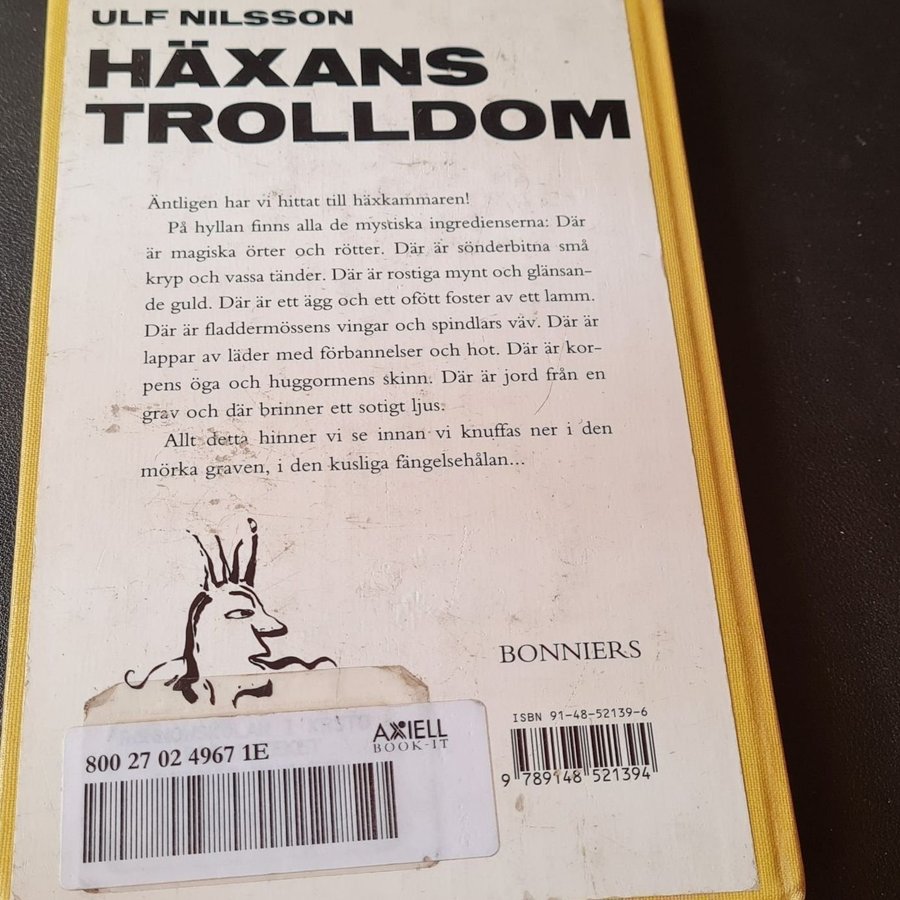 ULF NILSSON
HÄXANS
TROLLDOM
Äntligen har vi hittat till häxkammaren!
På hyllan finns alla de mystiska ingredienserna: Där
är magiska örter och rötter. Där är sönderbitna små
kryp och vassa tänder. Där är rostiga mynt och glänsan-
de guld. Där är ett ägg och ett ofött foster av ett lamm.
Där är fladdermössens vingar och spindlars väv. Där är
lappar av läder med förbannelser och hot. Där är kor-
pens öga och huggormens skinn. Där är jord från en
grav och där brinner ett sotigt ljus.
Allt detta hinner vi se innan vi knuffas ner i den
mörka graven, i den kusliga fängelsehålan...
BONNIERS
ISBN 91-48-52139-6
9 789148 521394
AXIELL
BOOK-IT
800 27 02 4967 1E